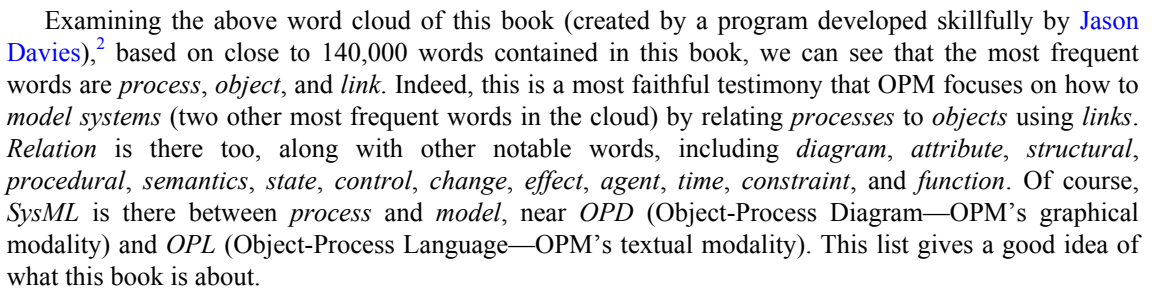 Examining the above word cloud of this book (created by a program developed skillfully by Jason
Davies),2 based on close to 140,000 words contained in this book, we can see that the most frequent
words are process, object, and link. Indeed, this is a most faithful testimony that OPM focuses on how to
model systems (two other most frequent words in the cloud) by relating processes to objects using links.
Relation is there too, along with other notable words, including diagram, attribute, structural,
procedural, semantics, state, control, change, effect, agent, time, constraint, and function. Of course,
SysML is there between process and model, near OPD (Object-Process Diagram—OPM's graphical
modality) and OPL (Object-Process Language—OPM's textual modality). This list gives a good idea of
what this book is about.